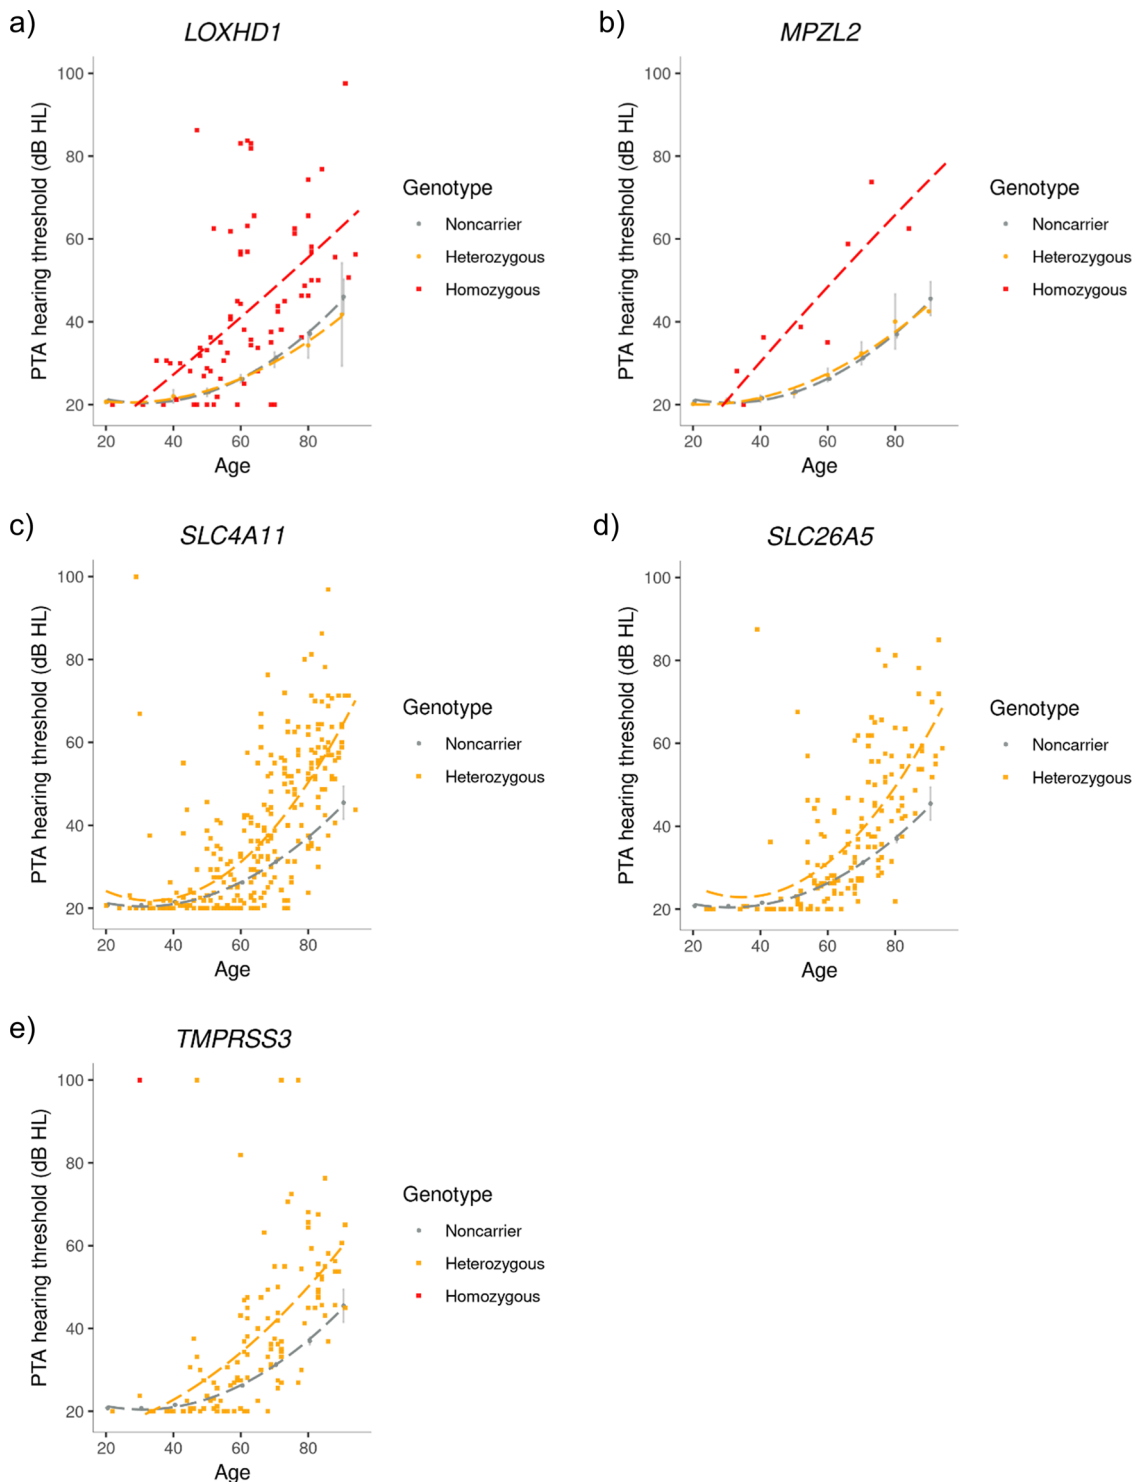 a)
LOXHD1
PTA hearing threshold (dB HL)
100
80
60
40
20
20 40 60 80
Age
Genotype
Noncarrier
Heterozygous
Homozygous
b)
MPZL2
PTA hearing threshold (dB HL)
100
80
60
40
20
20 40 60 80
Age
Genotype
Noncarrier
Heterozygous
Homozygous
c)
SLC4A11
PTA hearing threshold (dB HL)
100
80
60
40
20
20 40 60 80
Age
Genotype
Noncarrier
Heterozygous
d)
SLC26A5
PTA hearing threshold (dB HL)
100
80
60
40
20
20 40 60 80
Age
Genotype
Noncarrier
Heterozygous
e)
TMPRSS3
PTA hearing threshold (dB HL)
100
80
60
40
20
20 40 60 80
Age
Genotype
Noncarrier
Heterozygous
Homozygous